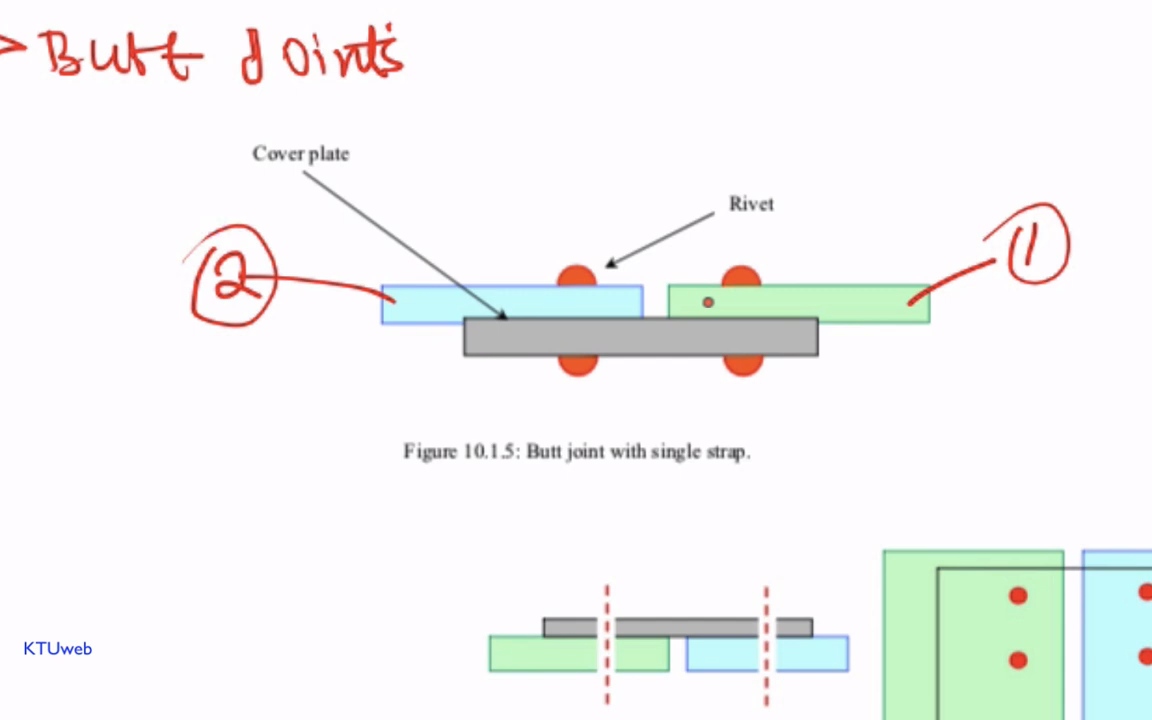 Butt Joints
Cover plate
Rivet
2
1
Figure 10.1.5: Butt joint with single strap.
KTUweb